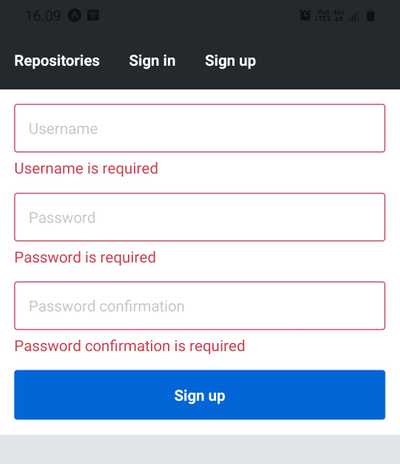 16.09
Repositories Sign in Sign up
Username
Username is required
Password
Password is required
Password confirmation
Password confirmation is required
Sign up